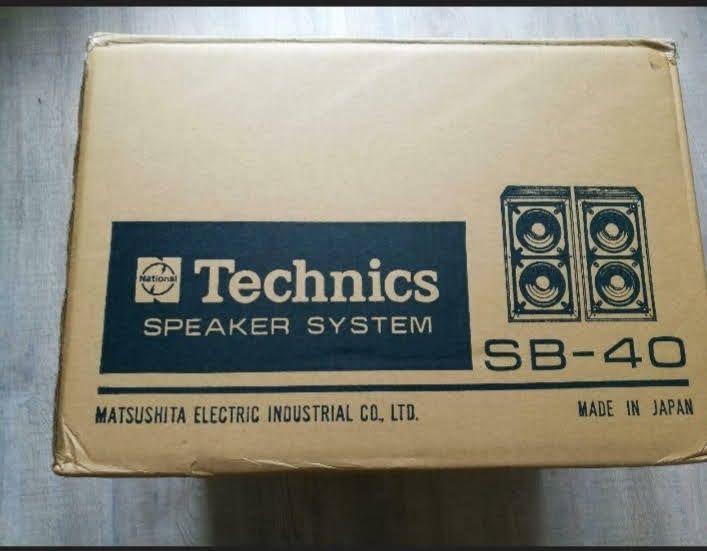 National
Technics
SPEAKER SYSTEM
SB-40
MATSUSHITA ELECTRIC INDUSTRIAL CO., LTD.
MADE IN JAPAN